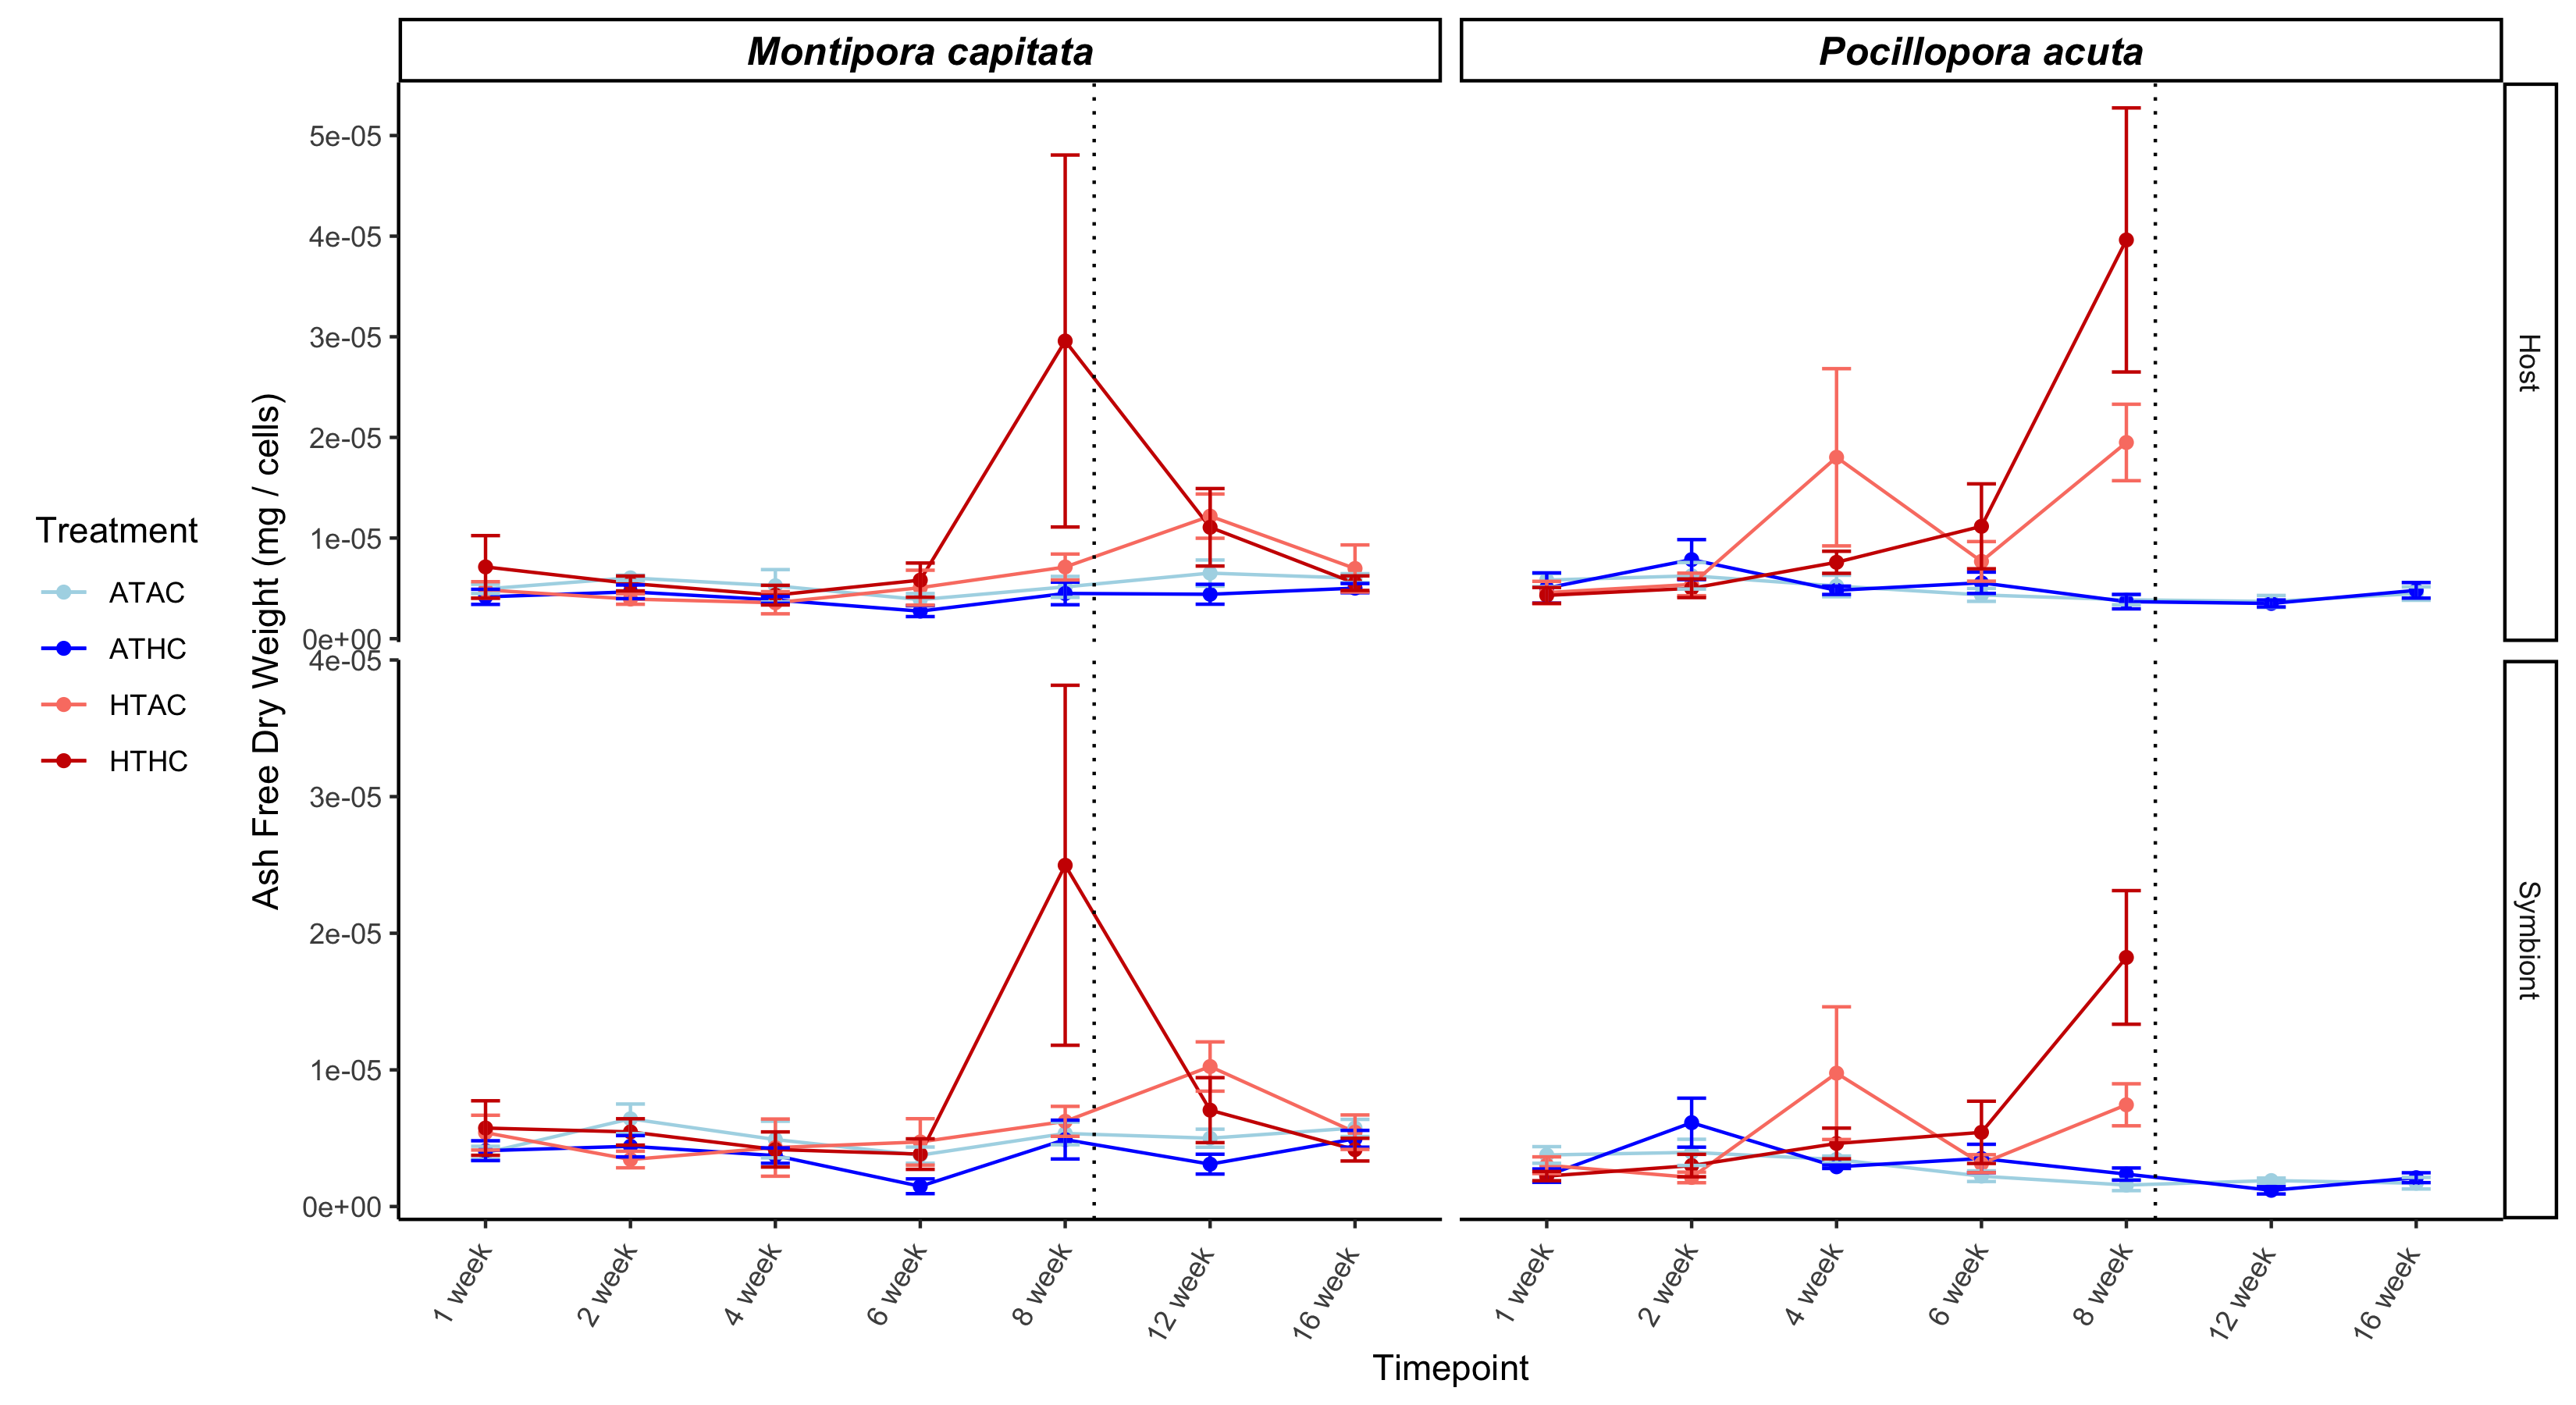 Montipora capitata
Pocillopora acuta
5e-05
4e-05
3e-05
2e-05
1e-05
0e+00
Host
4e-05
3e-05
2e-05
1e-05
0e+00
Symbiont
Ash Free Dry Weight (mg / cells)
Treatment
ATAC
ATHC
HTAC
HTHC
1 week
2 week
4 week
6 week
8 week
12 week
16 week
1 week
2 week
4 week
6 week
8 week
12 week
16 week
Timepoint